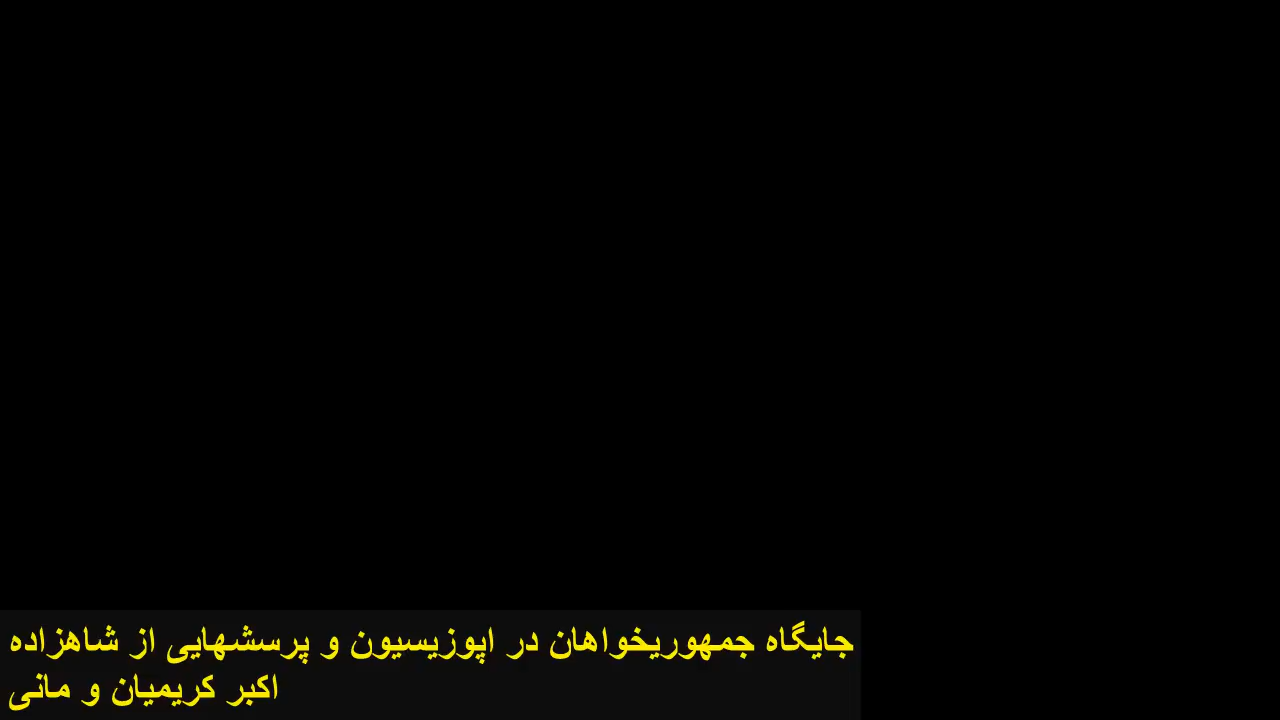 جایگاه جمهوریخواهان در اپوزیسیون و پرسشهایی از شاهزاده
اکبر کریمیان و مانی